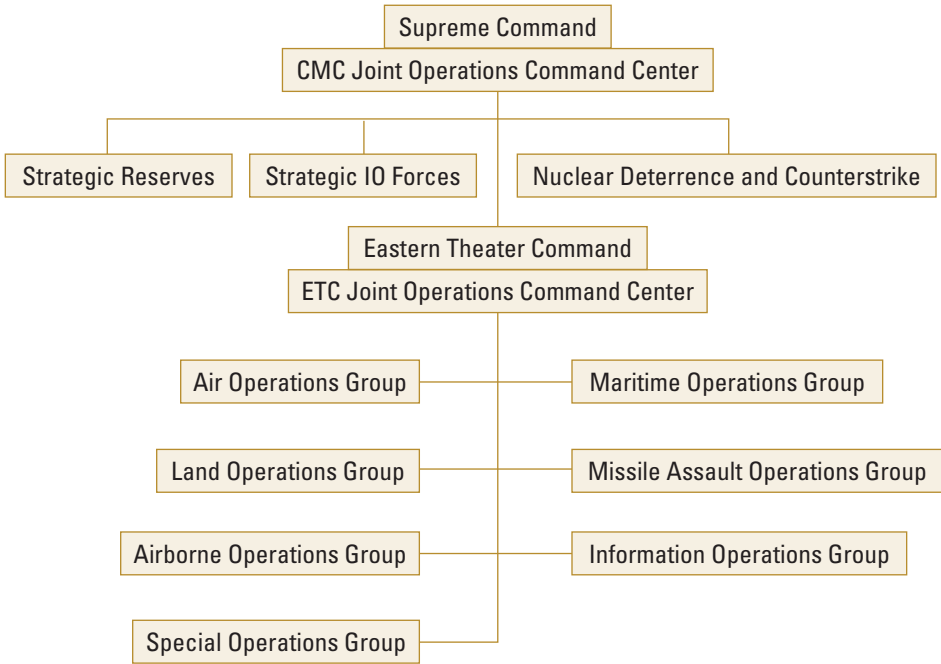 Supreme Command
CMC Joint Operations Command Center
Strategic Reserves
Strategic IO Forces
Nuclear Deterrence and Counterstrike
Eastern Theater Command
ETC Joint Operations Command Center
Air Operations Group
Maritime Operations Group
Land Operations Group
Missile Assault Operations Group
Airborne Operations Group
Information Operations Group
Special Operations Group